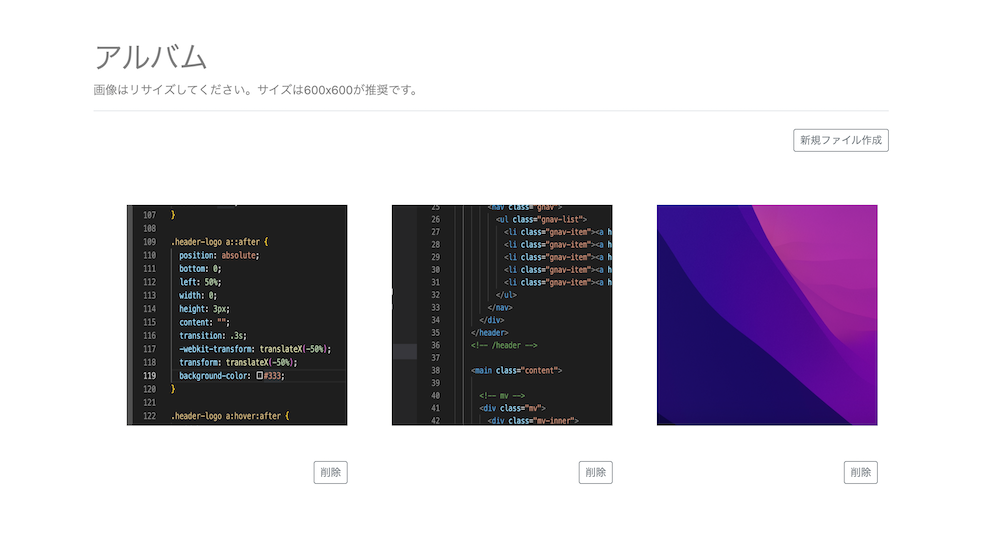 アルバム
画像はリサイズしてください。サイズは600x600が推奨です。
新規ファイル作成
107 }
108
109 .header-logo a::after {
110 position: absolute;
111 bottom: 0;
112 left: 50%;
113 width: 0;
114 height: 3px;
115 content: "";
116 transition: .3s;
117 -webkit-transform: translateX(-50%);
118 transform: translateX(-50%);
119 background-color: #333;
120 }
121
122 .header-logo a:hover:after {
25 <nav class="gnav">
26 <ul class="gnav-list">
27 <li class="gnav-item"><a h
28 <li class="gnav-item"><a h
29 <li class="gnav-item"><a h
30 <li class="gnav-item"><a h
31 <li class="gnav-item"><a h
32 </ul>
33 </nav>
34 </div>
35 </header>
36 <!-- /header -->
37
38 <main class="content">
39
40 <!-- mv -->
41 <div class="mv">
42 <div class="mv-inner">
削除
削除
削除